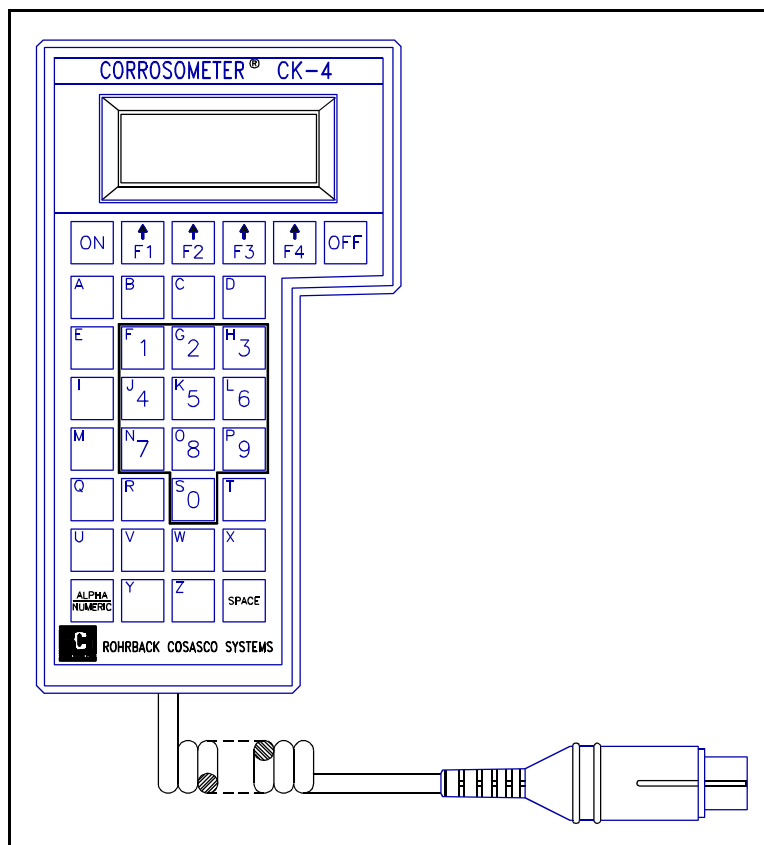 CORROSOMETER® CK-4
ON F1 F2 F3 F4 OFF
A B C D
E F 1 G 2 H 3
I J 4 K 5 L 6
M N 7 O 8 P 9
Q R S 0 T
U V W X
ALPHA Y Z SPACE
NUMERIC
C ROHRBACK COSASCO SYSTEMS